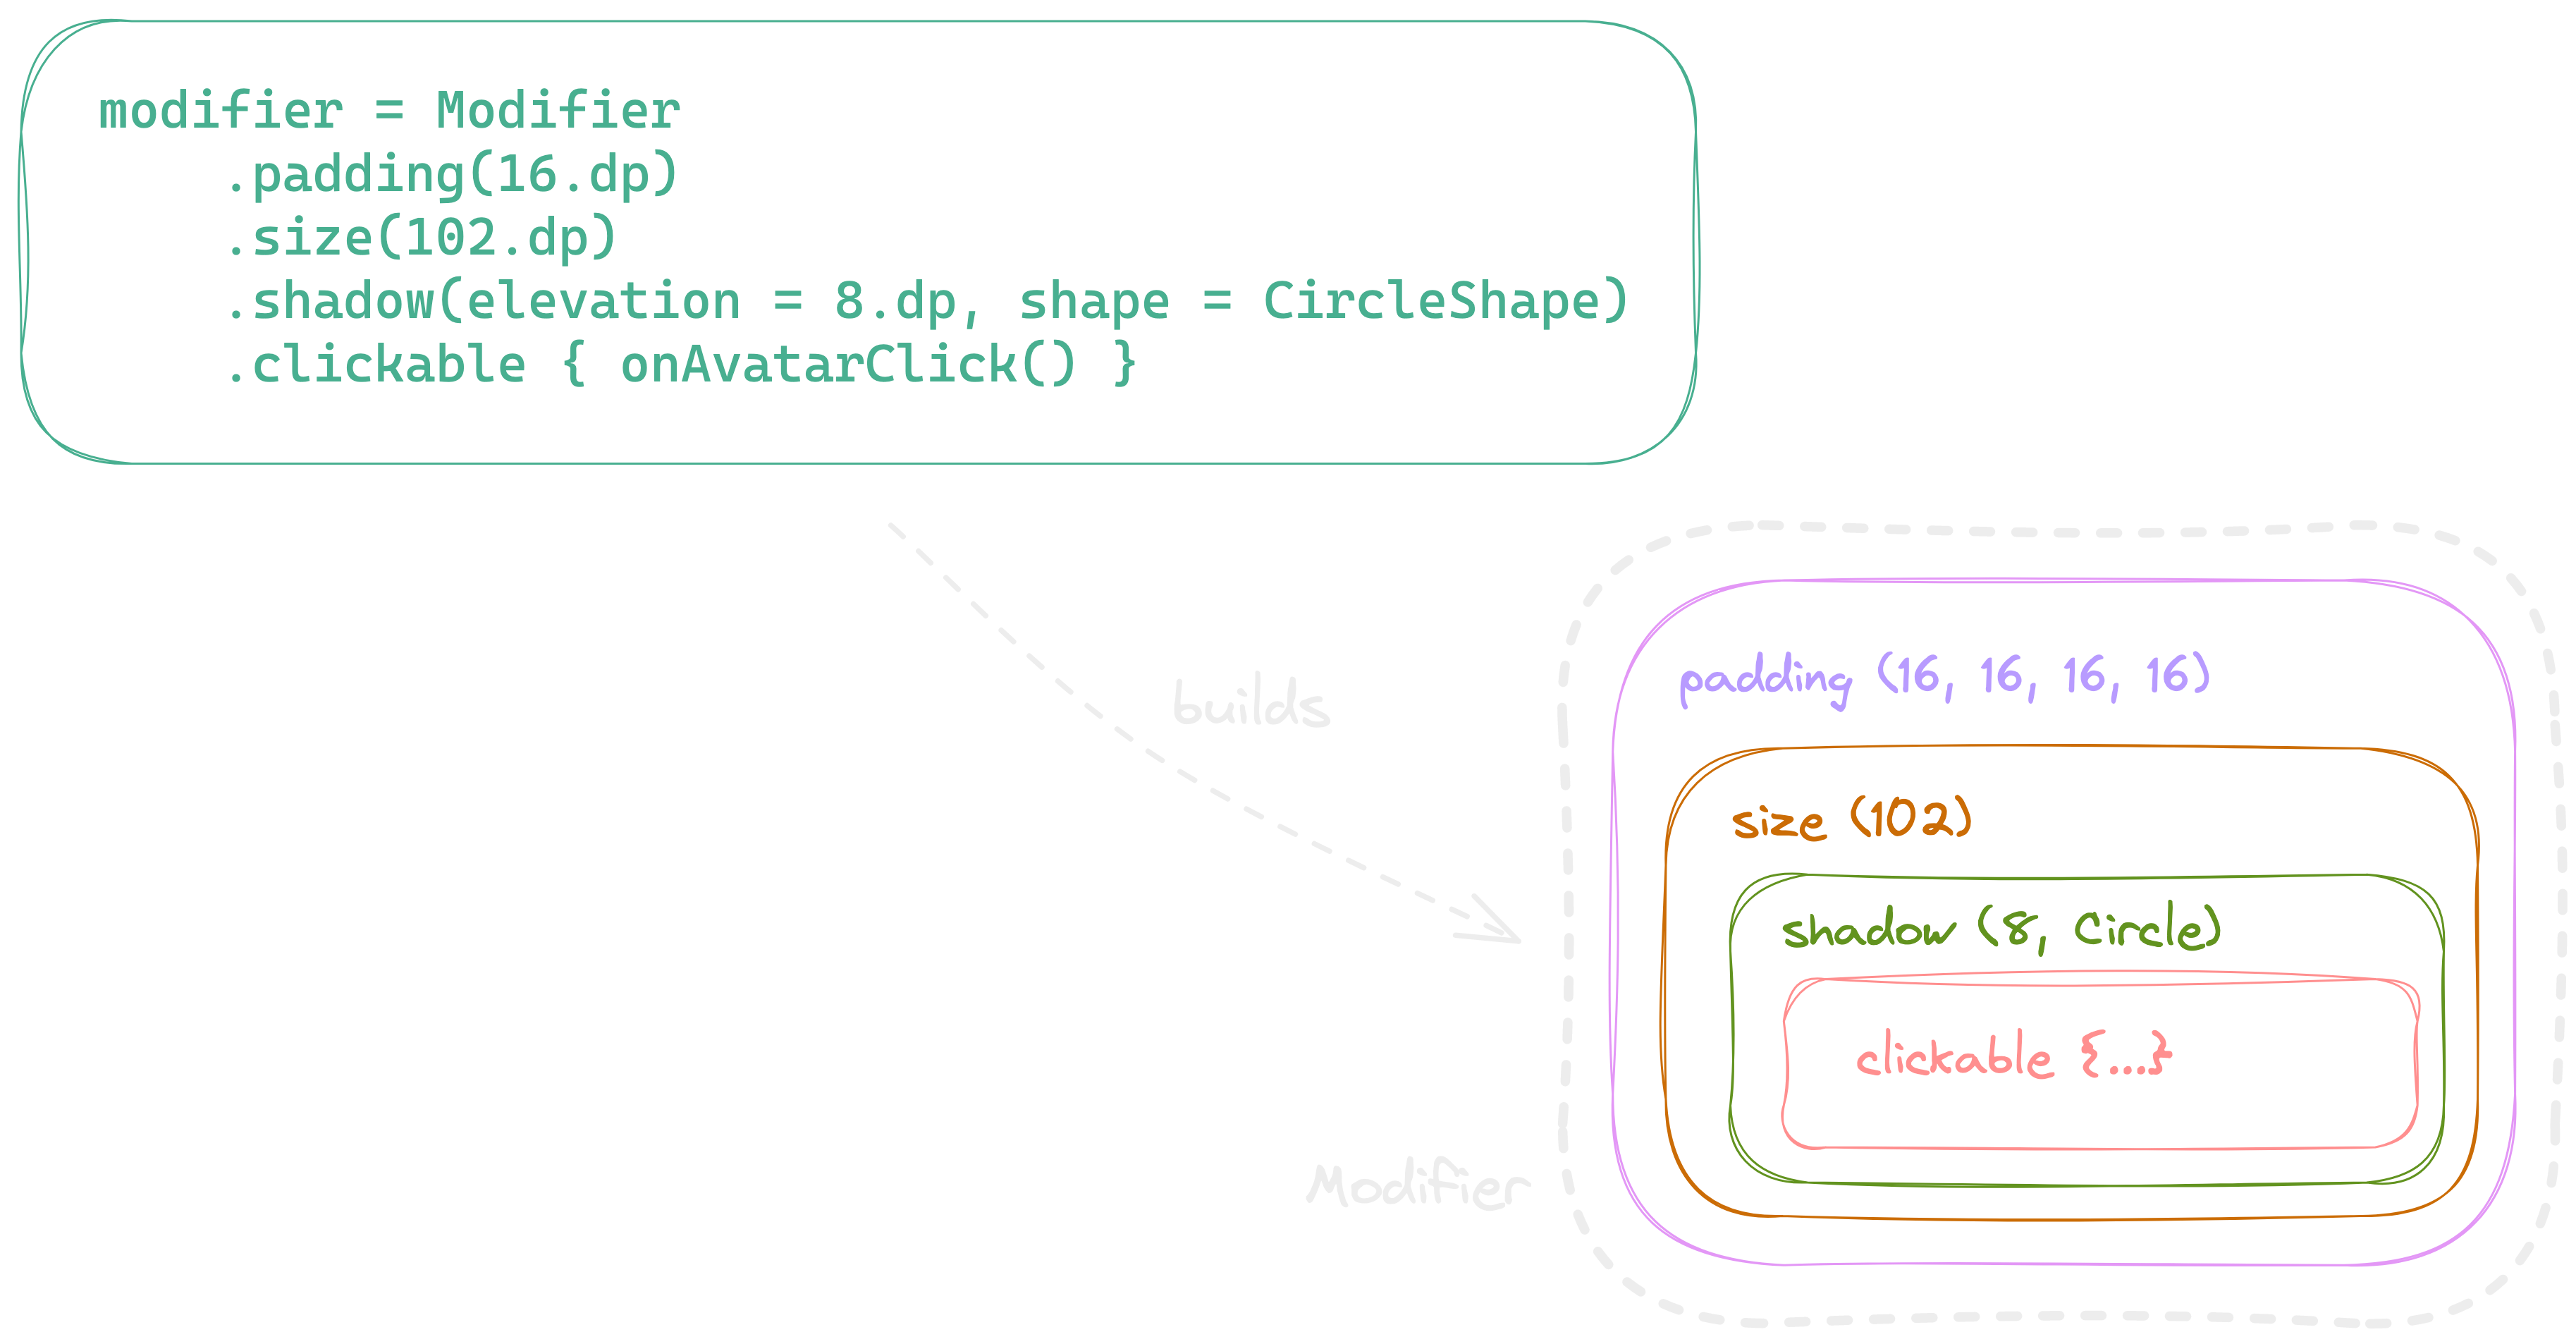 modifier = Modifier
.padding(16.dp)
.size(102.dp)
.shadow(elevation = 8.dp, shape = CircleShape)
.clickable { onAvatarClick() }
builds
padding (16, 16, 16, 16)
size (102)
shadow (8, Circle)
clickable {...}
Modifier